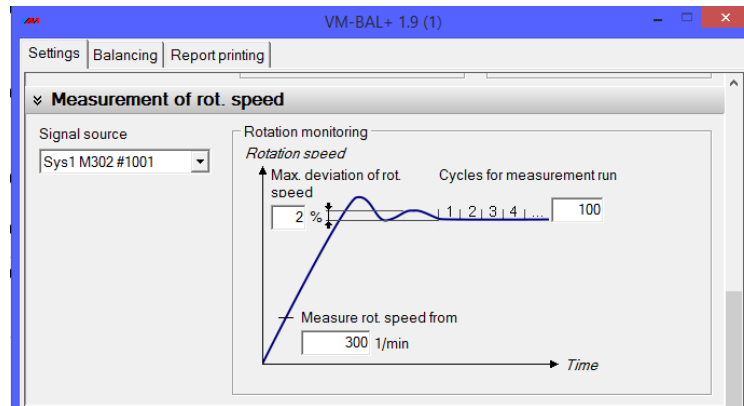 VM
VM-BAL+ 1.9 (1)
Settings
Balancing
Report printing
Measurement of rot. speed
Signal source
Sys1 M302 #1001
Rotation monitoring
Rotation speed
Max. deviation of rot.
speed
2 %
Cycles for measurement run
1 2 3 4 ... 100
Measure rot. speed from
300 1/min
Time